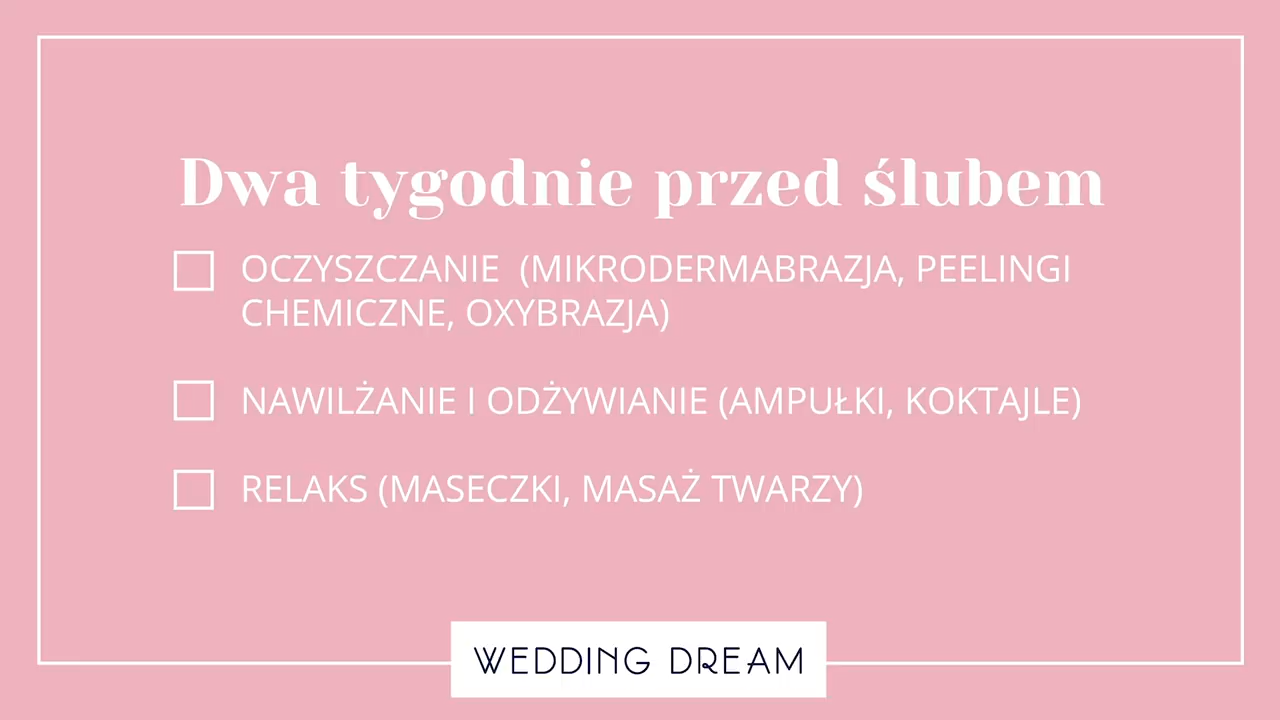 Dwa tygodnie przed ślubem
OCZYSZCZANIE (MIKRODERMABRAZJA, PEELINGI
CHEMICZNE, OXYBRAZJA)
NAWILŻANIE I ODŻYWIANIE (AMPUŁKI, KOKTAJLE)
RELAKS (MASECZKI, MASAŻ TWARZY)
WEDDING DREAM